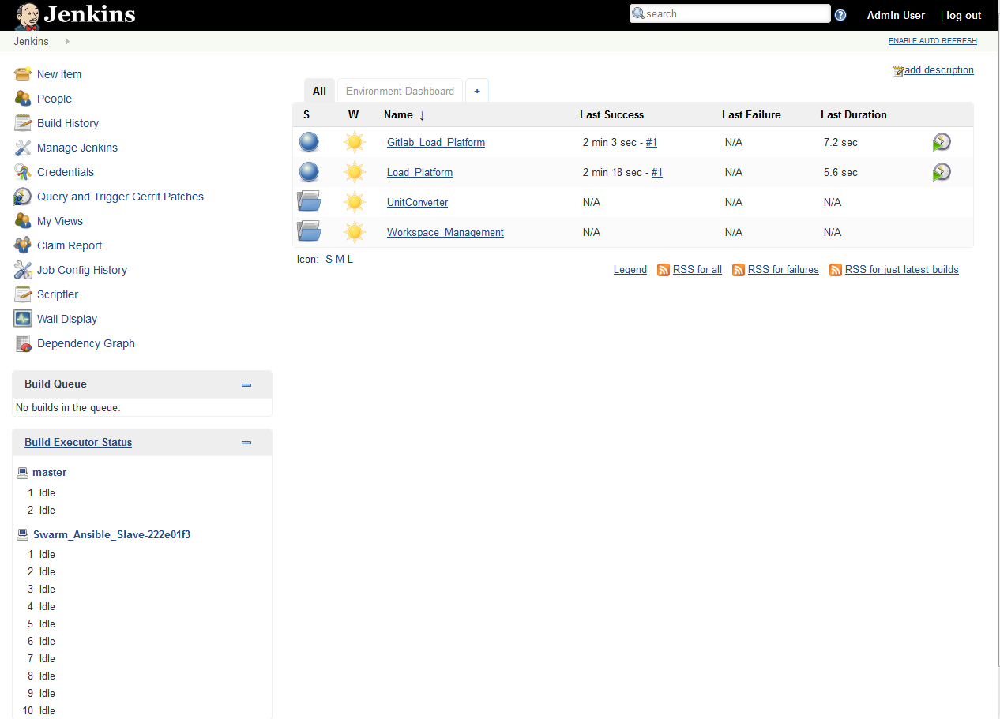 Jenkins
search
Admin User | log out
Jenkins
ENABLE AUTO REFRESH
New Item
People
Build History
Manage Jenkins
Credentials
Query and Trigger Gerrit Patches
My Views
Claim Report
Job Config History
Scriptler
Wall Display
Dependency Graph
Build Queue
No builds in the queue.
Build Executor Status
master
1 Idle
2 Idle
Swarm_Ansible_Slave-222e01f3
1 Idle
2 Idle
3 Idle
4 Idle
5 Idle
6 Idle
7 Idle
8 Idle
9 Idle
10 Idle
add description
All Environment Dashboard +
S W Name ↓ Last Success Last Failure Last Duration
Gitlab_Load_Platform 2 min 3 sec - #1 N/A 7.2 sec
Load_Platform 2 min 18 sec - #1 N/A 5.6 sec
UnitConverter N/A N/A N/A
Workspace_Management N/A N/A N/A
Icon: S M L
Legend RSS for all RSS for failures RSS for just latest builds